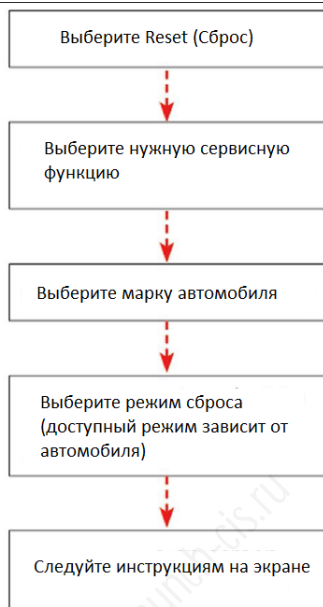 Выберите Reset (Сброс)
Выберите нужную сервисную
функцию
Выберите марку автомобиля
Выберите режим сброса
(доступный режим зависит от
автомобиля)
Следуйте инструкциям на экране